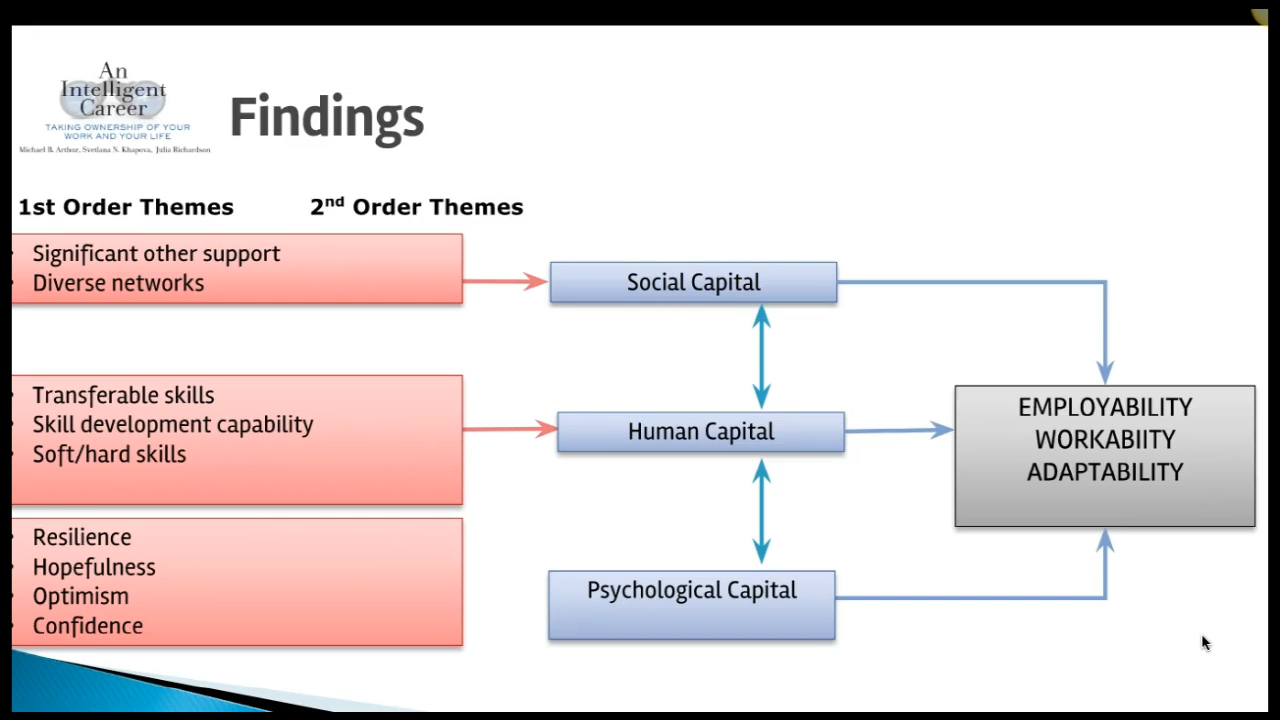 An
Intelligent
Career
TAKING OWNERSHIP OF YOUR
WORK AND YOUR LIFE
Michael B. Arthur, Svetlana N. Khapova, Julia Richardson
Findings
1st Order Themes
2nd Order Themes
• Significant other support
• Diverse networks
Social Capital
• Transferable skills
• Skill development capability
• Soft/hard skills
Human Capital
EMPLOYABILITY
WORKABIITY
ADAPTABILITY
• Resilience
• Hopefulness
• Optimism
• Confidence
Psychological Capital